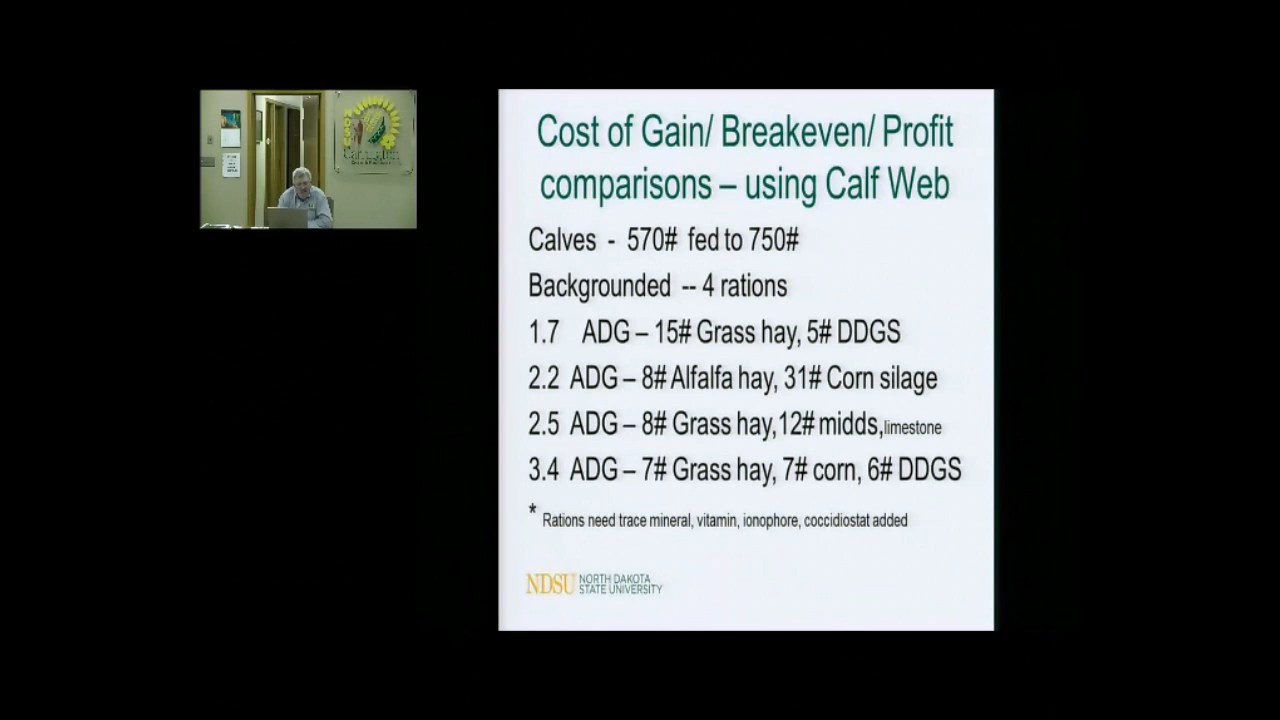 Cost of Gain/ Breakeven/ Profit
comparisons – using Calf Web
Calves - 570# fed to 750#
Backgrounded -- 4 rations
1.7 ADG – 15# Grass hay, 5# DDGS
2.2 ADG – 8# Alfalfa hay, 31# Corn silage
2.5 ADG – 8# Grass hay,12# midds,limestone
3.4 ADG – 7# Grass hay, 7# corn, 6# DDGS
* Rations need trace mineral, vitamin, ionophore, coccidiostat added
NDSU NORTH DAKOTA
STATE UNIVERSITY